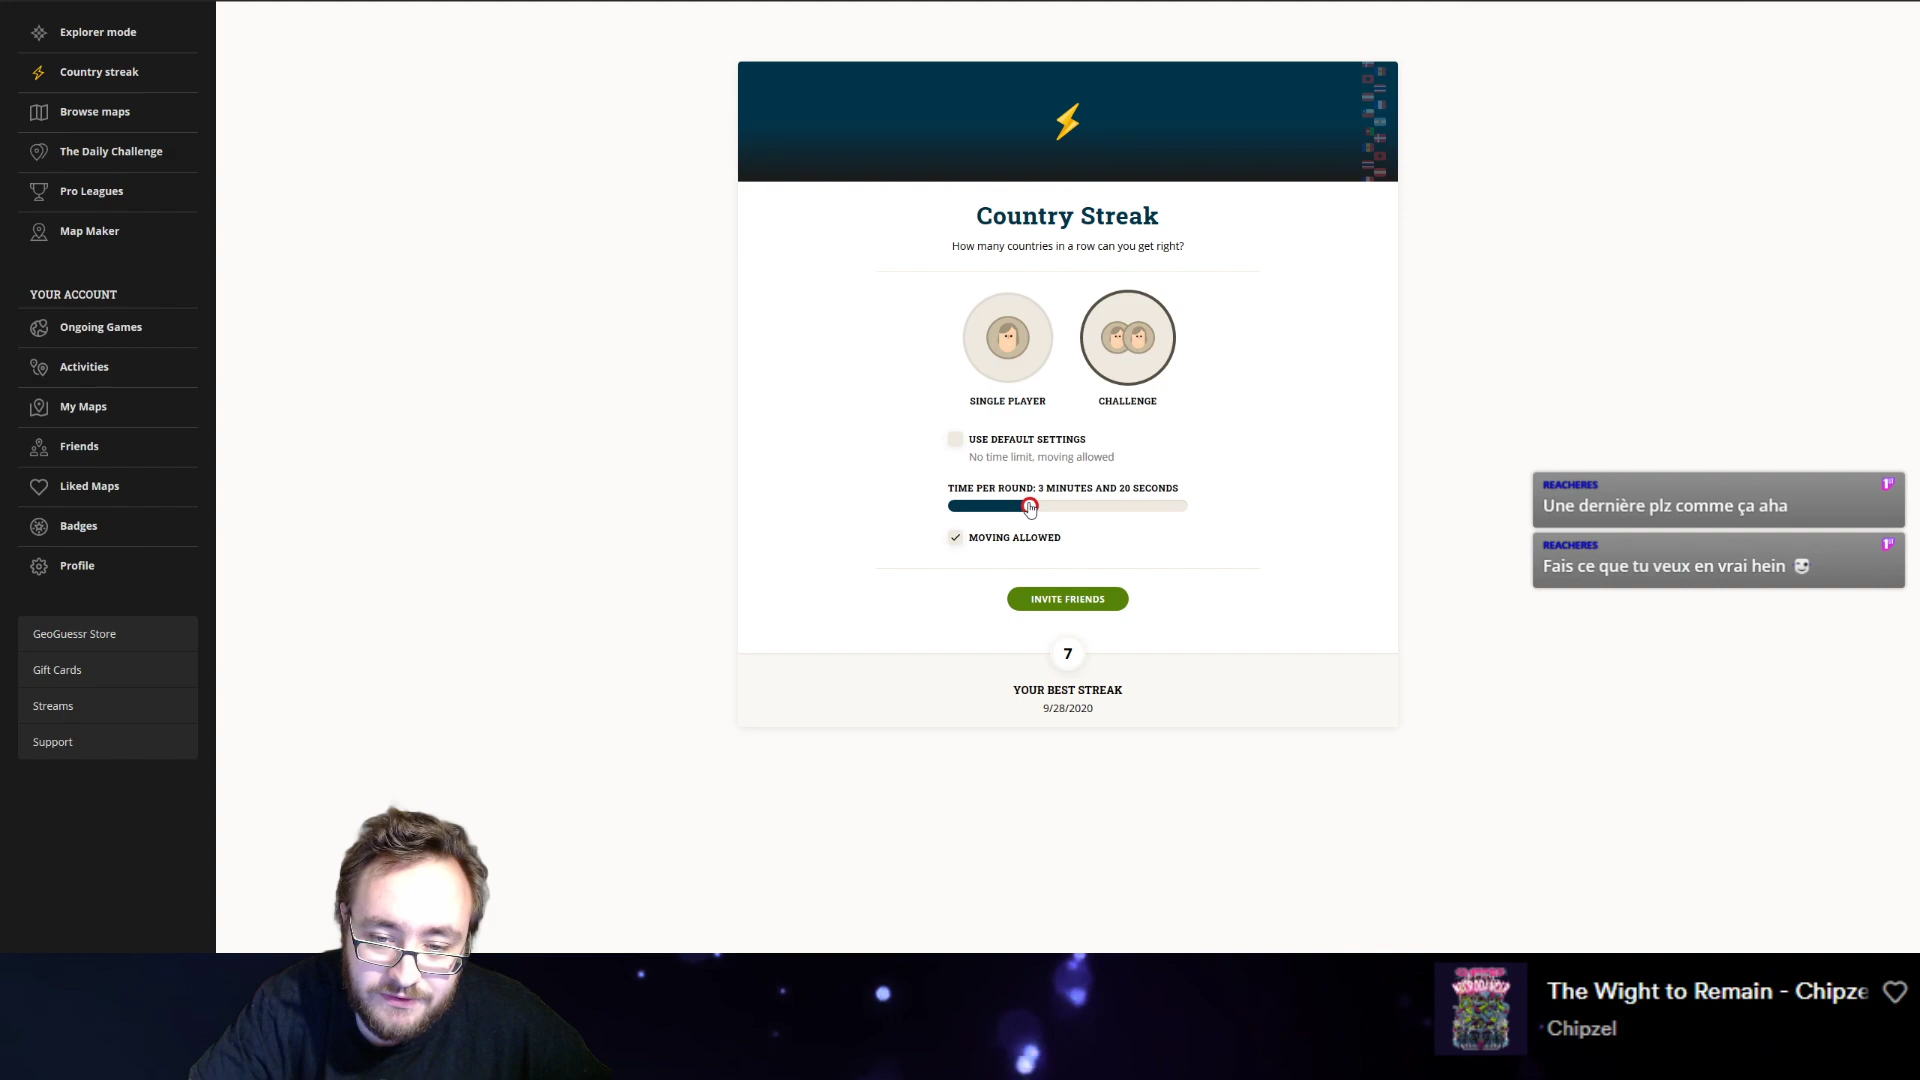 Explorer mode
Country streak
Browse maps
The Daily Challenge
Pro Leagues
Map Maker
YOUR ACCOUNT
Ongoing Games
Activities
My Maps
Friends
Liked Maps
Badges
Profile
GeoGuessr Store
Gift Cards
Streams
Support
Country Streak
How many countries in a row can you get right?
SINGLE PLAYER
CHALLENGE
USE DEFAULT SETTINGS
No time limit, moving allowed
TIME PER ROUND: 3 MINUTES AND 20 SECONDS
MOVING ALLOWED
INVITE FRIENDS
7
YOUR BEST STREAK
9/28/2020
REACHERES
Une dernière plz comme ça aha
REACHERES
Fais ce que tu veux en vrai hein
The Wight to Remain - Chipze
Chipzel